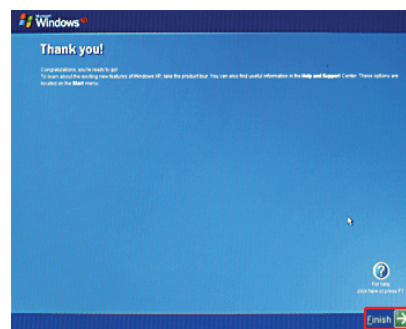 Microsoft
Windows xp
Thank you!
Congratulations, you're ready to go!
To learn about the exciting new features of Windows XP, take the product tour. You can also find useful information in the Help and Support Center. These options are
located on the Start menu.
For help,
click here or press F1
Finish